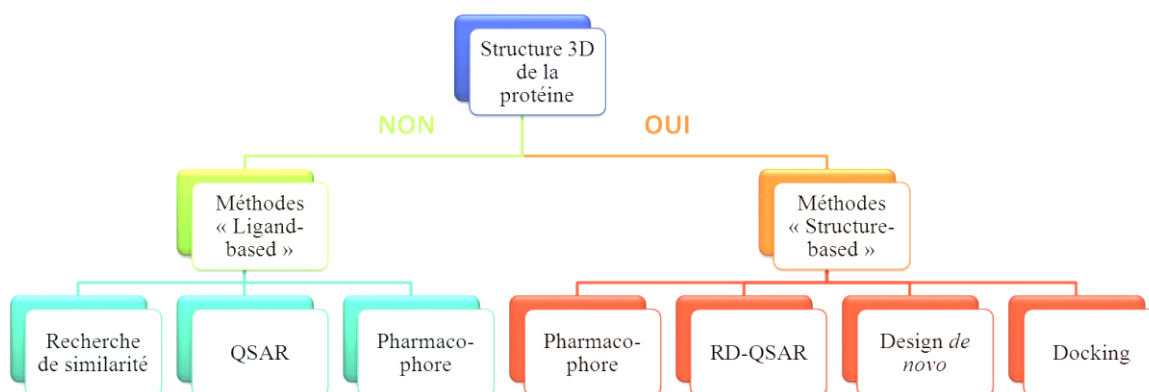 Structure 3D
de la
protéine
NON
OUI
Méthodes
« Ligand-
based »
Méthodes
« Structure-
based »
Recherche
de similarité
QSAR
Pharmaco-
phore
Pharmaco-
phore
RD-QSAR
Design de
novo
Docking